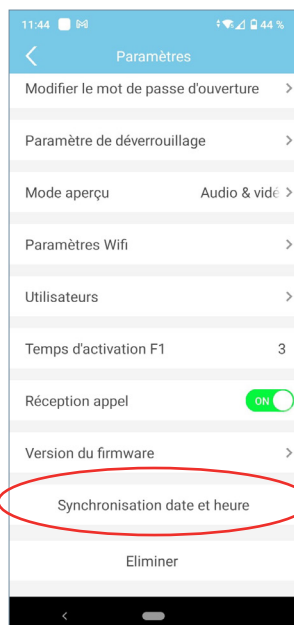 11:44 44 %
Paramètres
Modifier le mot de passe d'ouverture
Paramètre de déverrouillage
Mode aperçu Audio & vidé
Paramètres Wifi
Utilisateurs
Temps d'activation F1 3
Réception appel ON
Version du firmware
Synchronisation date et heure
Eliminer